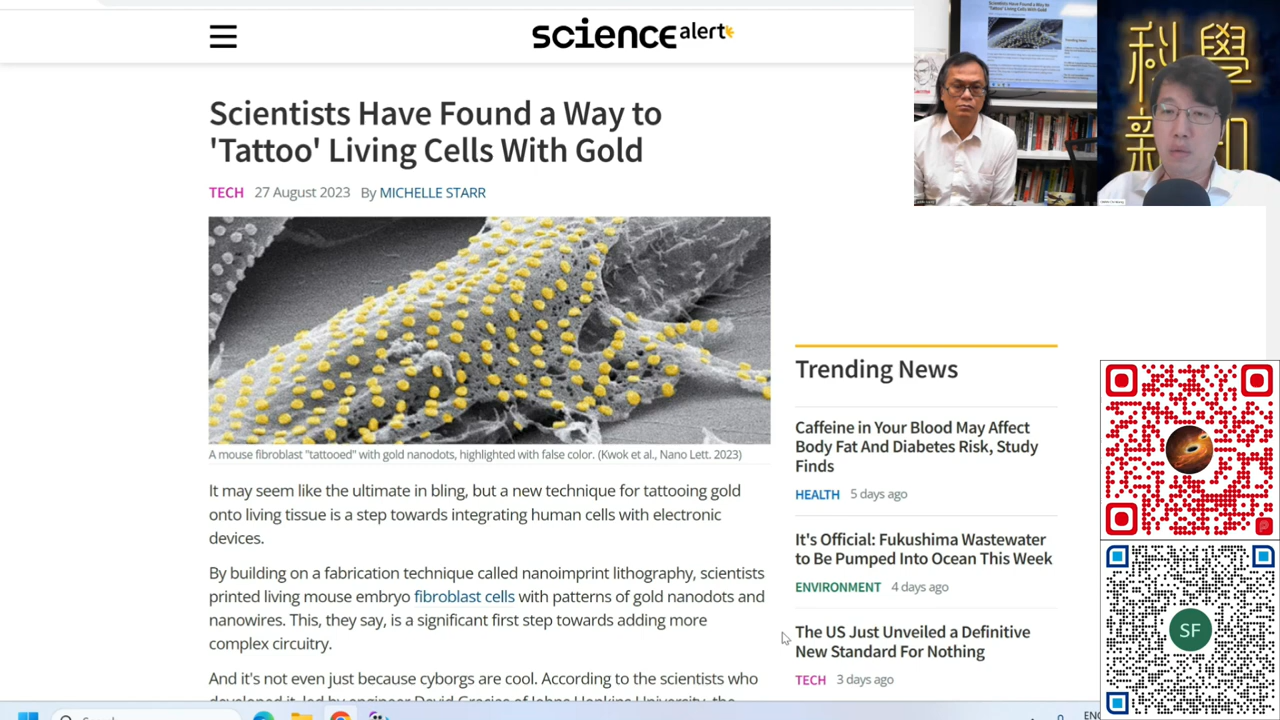 science alert
Scientists Have Found a Way to
'Tattoo' Living Cells With Gold
TECH 27 August 2023 By MICHELLE STARR
A mouse fibroblast "tattooed" with gold nanodots, highlighted with false color. (Kwok et al., Nano Lett. 2023)
It may seem like the ultimate in bling, but a new technique for tattooing gold
onto living tissue is a step towards integrating human cells with electronic
devices.
By building on a fabrication technique called nanoimprint lithography, scientists
printed living mouse embryo fibroblast cells with patterns of gold nanodots and
nanowires. This, they say, is a significant first step towards adding more
complex circuitry.
And it's not even just because cyborgs are cool. According to the scientists who
Trending News
Caffeine in Your Blood May Affect
Body Fat And Diabetes Risk, Study
Finds
HEALTH 5 days ago
It's Official: Fukushima Wastewater
to Be Pumped Into Ocean This Week
ENVIRONMENT 4 days ago
The US Just Unveiled a Definitive
New Standard For Nothing
TECH 3 days ago
科學
新知
SF
Search
ENG